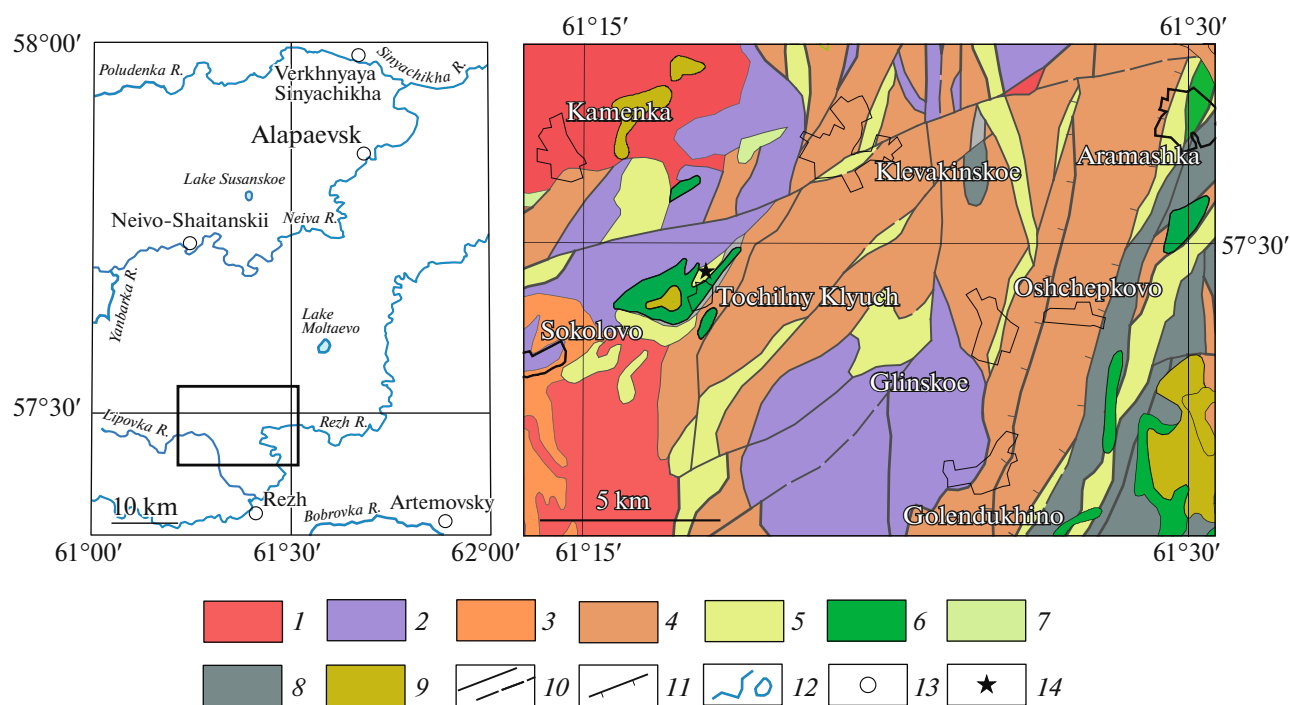 58°00′
Poludenka R.
Verkhnyaya
Sinyachikha
Sinyachikha R.
Alapaevsk
Lake Susanskoe
Neivo-Shaitanskii
Neiva R.
Yanbarka R.
Lake
Moltaevo
57°30′
Lipovka R.
Rezh R.
10 km
Rezh
Bobrovka R.
Artemovsky
61°00′
61°30′
62°00′
61°15′
61°30′
Kamenka
Klevakinskoe
Aramashka
57°30′
Tochilny Klyuch
Oshchepkovo
Sokolovo
Glinskoe
5 km
Golendukhino
61°15′
61°30′
1
2
3
4
5
6
7
8
9
10
11
12
13
14